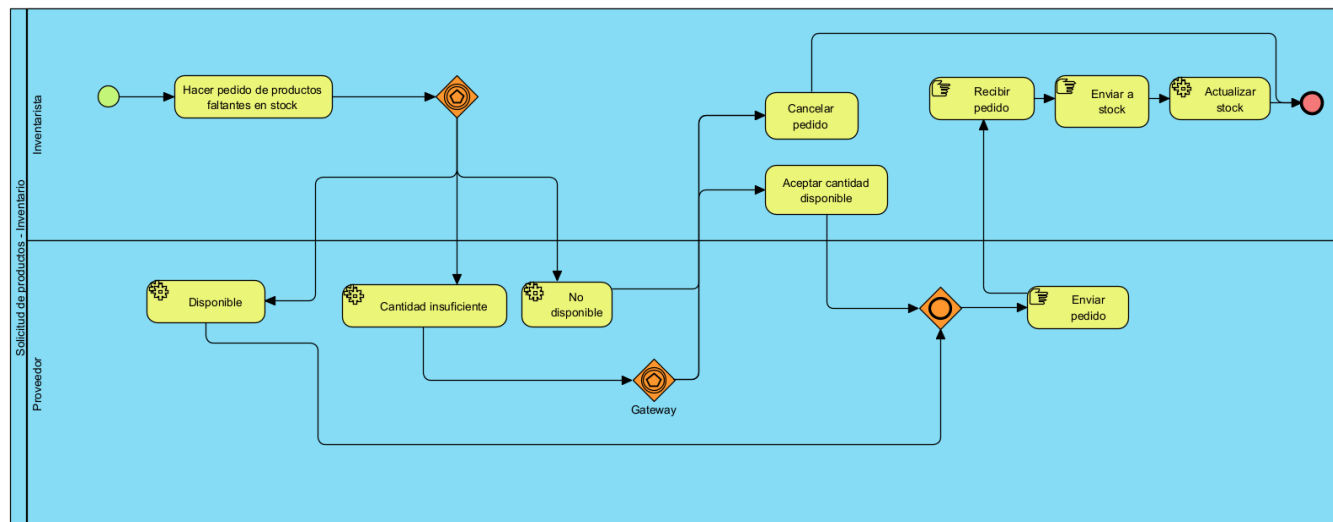 Solicitud de productos - Inventario
Inventarista
Hacer pedido de productos
faltantes en stock
Cancelar
pedido
Aceptar cantidad
disponible
Recibir
pedido
Enviar a
stock
Actualizar
stock
Proveedor
Disponible
Cantidad insuficiente
No
disponible
Gateway
Enviar
pedido